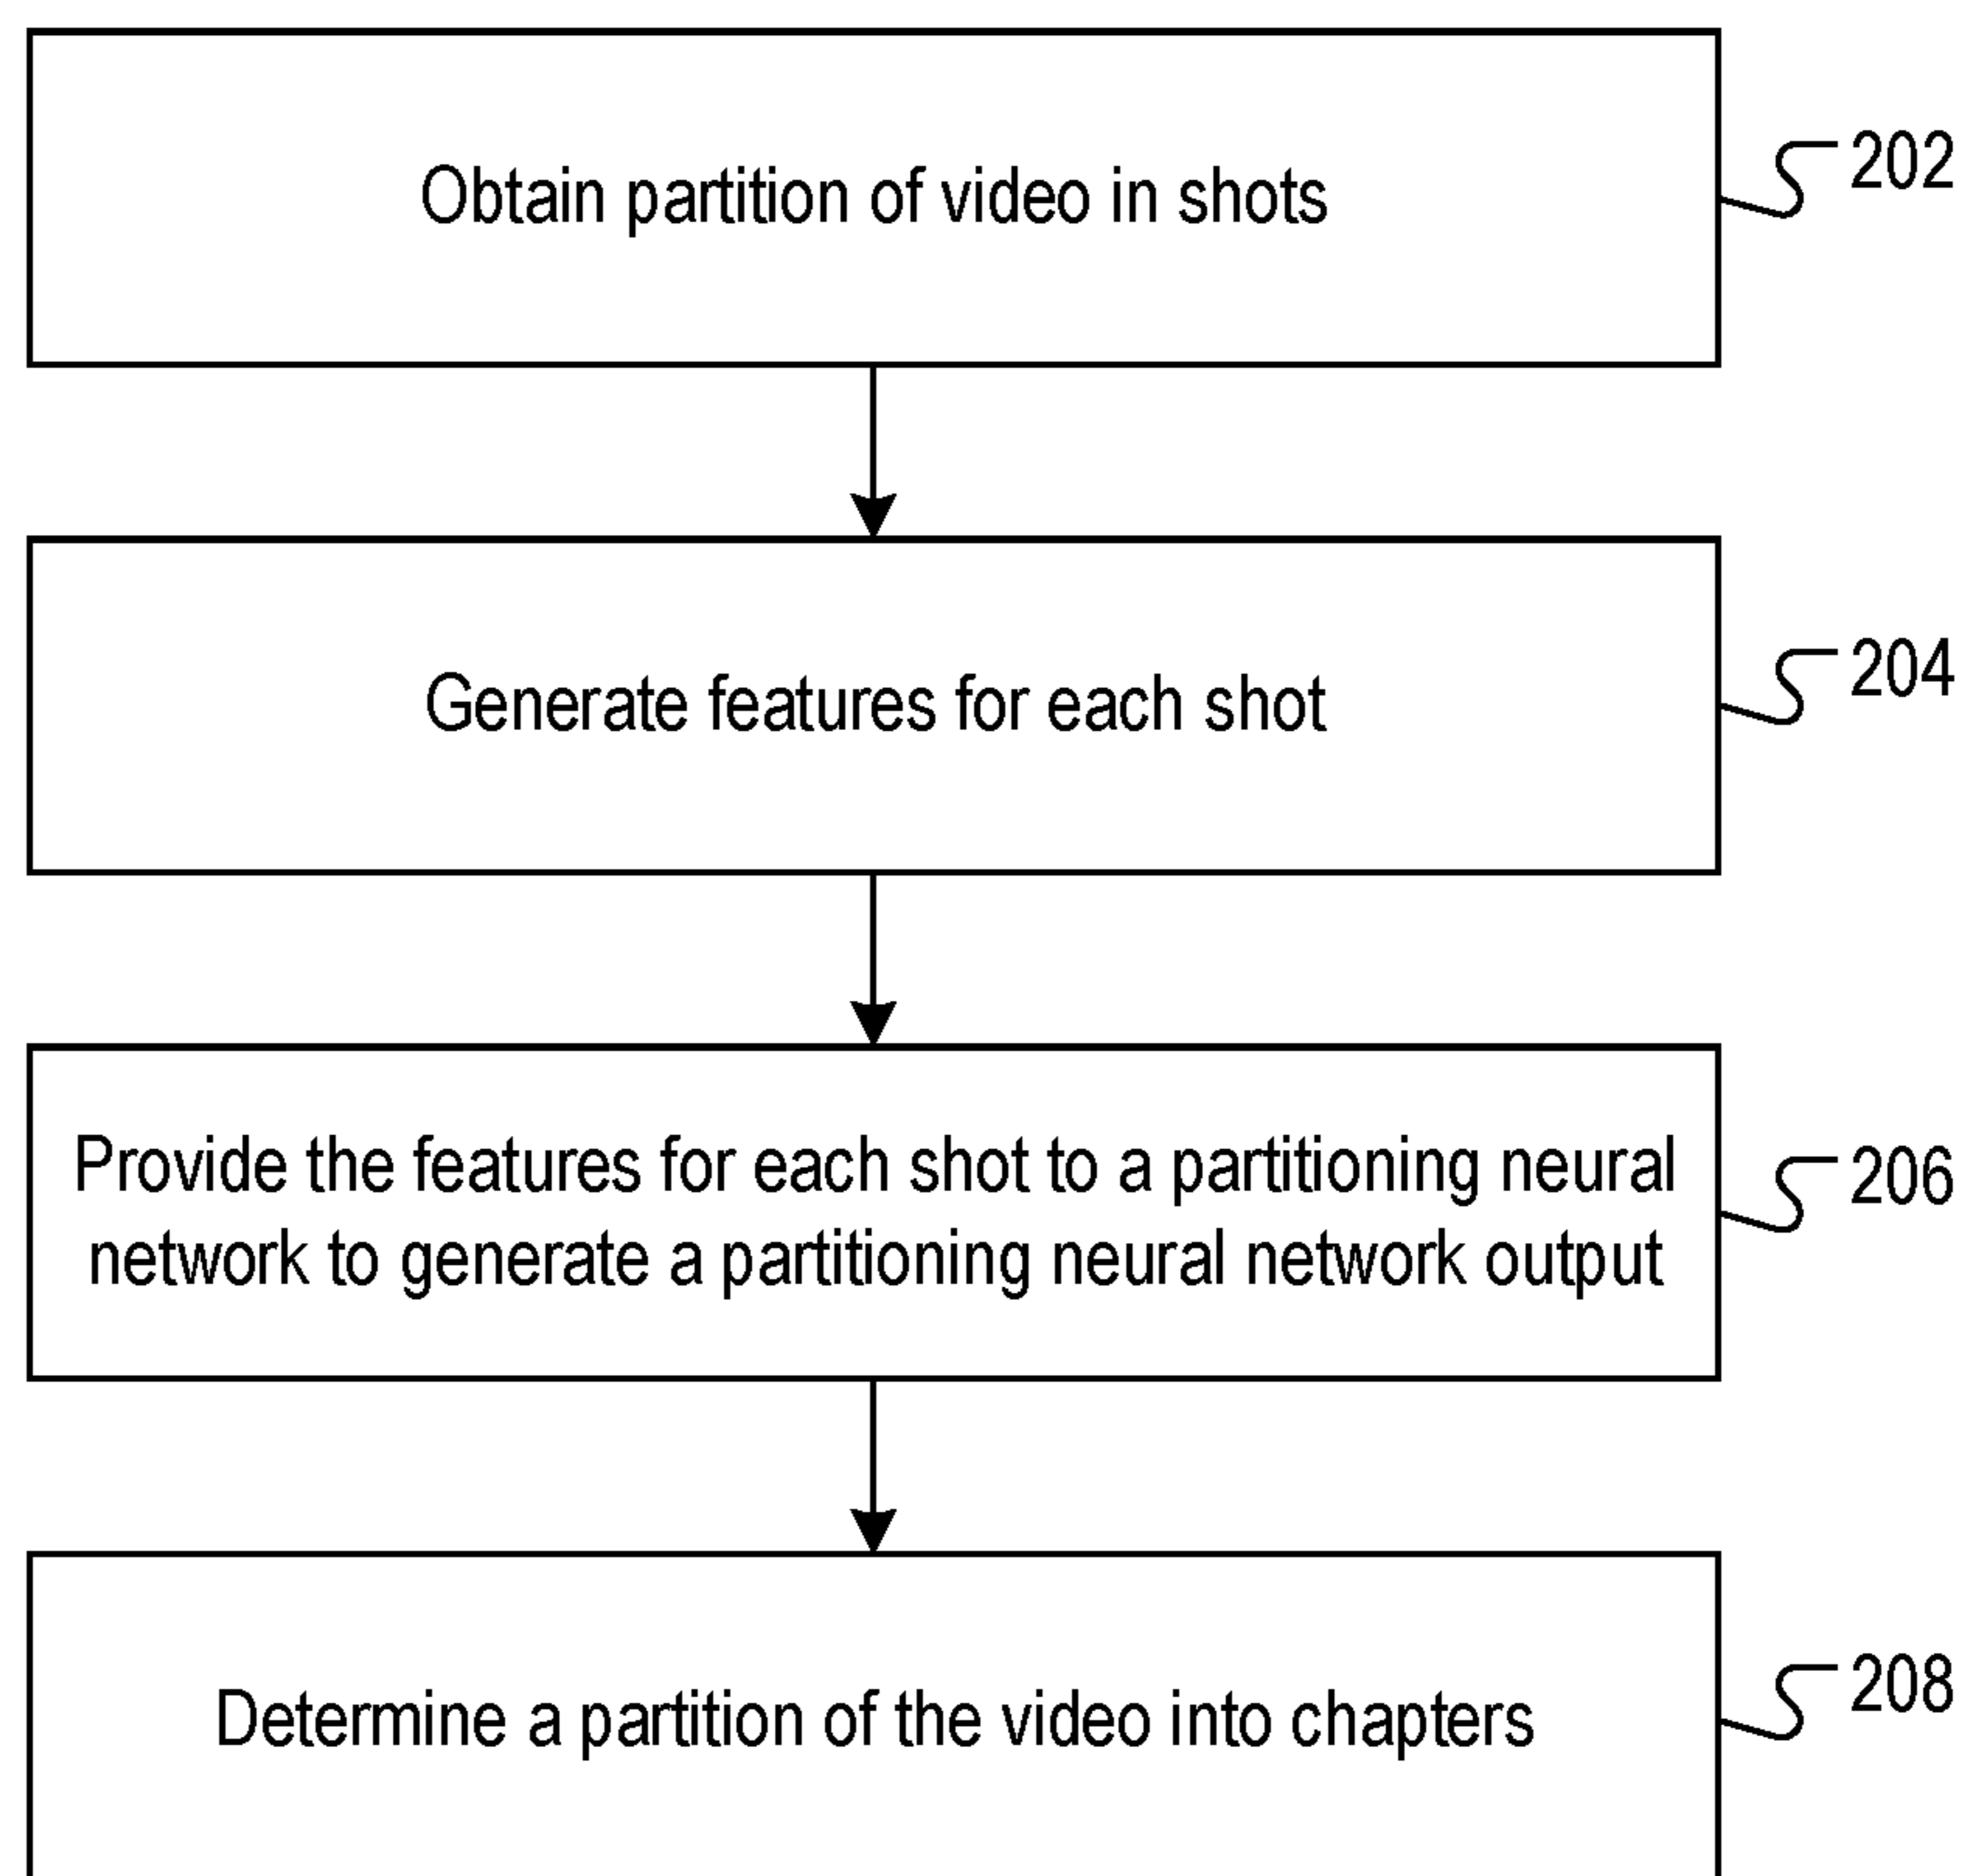 Obtain partition of video in shots
202
Generate features for each shot
204
Provide the features for each shot to a partitioning neural
network to generate a partitioning neural network output
206
Determine a partition of the video into chapters
208